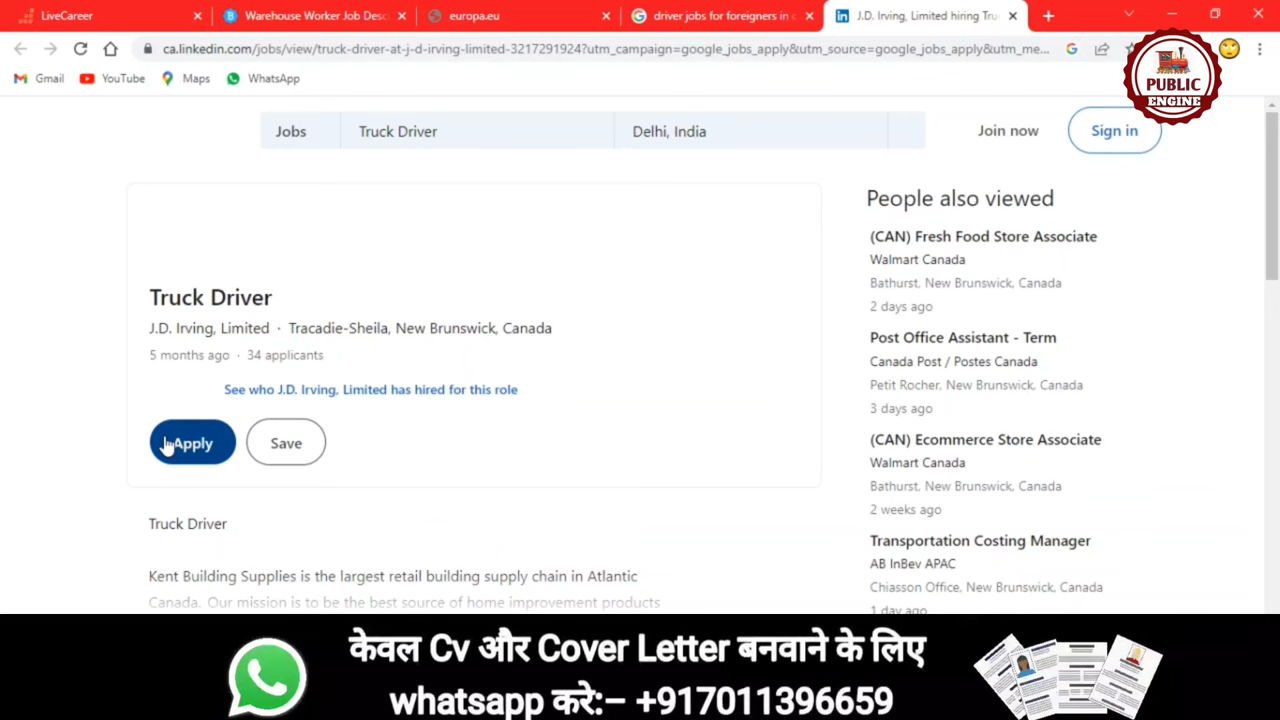 LiveCareer
Warehouse Worker Job Desc
europa.eu
driver jobs for foreigners in c
J.D. Irving, Limited hiring Tru
ca.linkedin.com/jobs/view/truck-driver-at-j-d-irving-limited-3217291924?utm_campaign=google_jobs_apply&utm_source=google_jobs_apply&utm_me...
Gmail
YouTube
Maps
WhatsApp
PUBLIC
ENGINE
Jobs
Truck Driver
Delhi, India
Join now
Sign in
Truck Driver
J.D. Irving, Limited · Tracadie-Sheila, New Brunswick, Canada
5 months ago · 34 applicants
See who J.D. Irving, Limited has hired for this role
Apply
Save
Truck Driver
Kent Building Supplies is the largest retail building supply chain in Atlantic
Canada. Our mission is to be the best source of home improvement products
People also viewed
(CAN) Fresh Food Store Associate
Walmart Canada
Bathurst, New Brunswick, Canada
2 days ago
Post Office Assistant - Term
Canada Post / Postes Canada
Petit Rocher, New Brunswick, Canada
3 days ago
(CAN) Ecommerce Store Associate
Walmart Canada
Bathurst, New Brunswick, Canada
2 weeks ago
Transportation Costing Manager
AB InBev APAC
Chiasson Office, New Brunswick, Canada
1 day ago
केवल Cv और Cover Letter बनवाने के लिए
whatsapp करे:– +917011396659